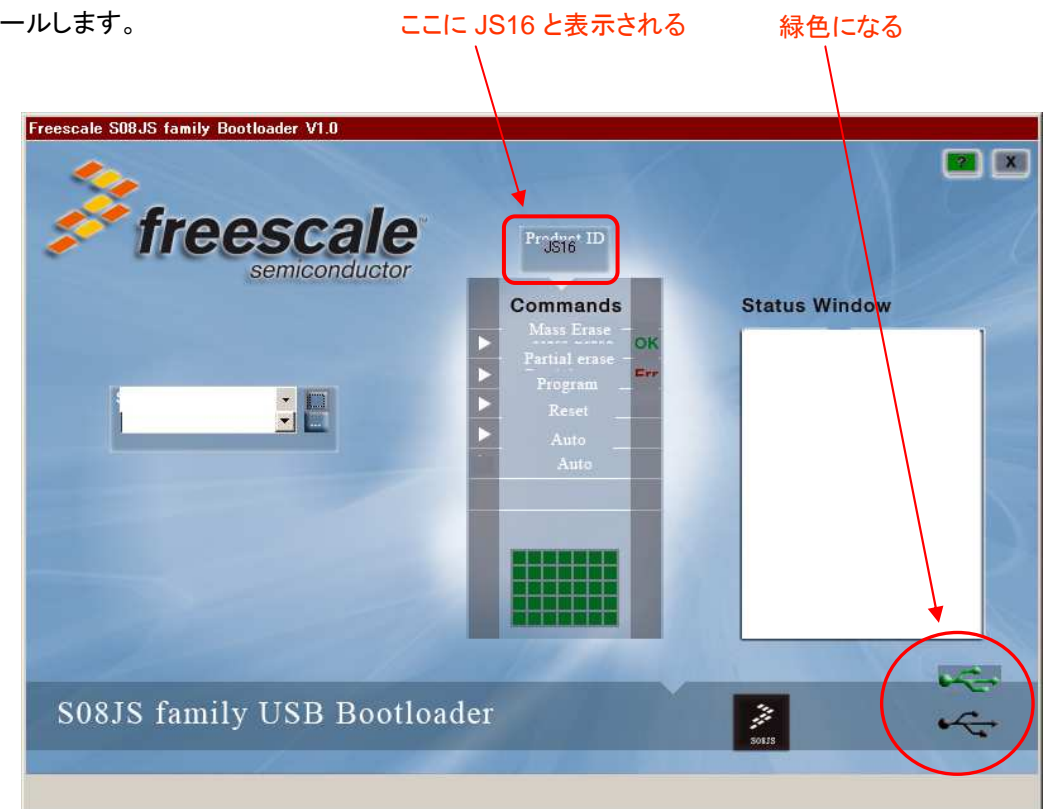 ールします。
ここに JS16 と表示される
緑色になる
Freescale S08JS family Bootloader V1.0
? X
freescale™
semiconductor
Product ID
JS16
Commands
Status Window
Mass Erase
OK
Partial erase
Err
Program
Reset
Auto
Auto
...
S08JS family USB Bootloader
S08JS